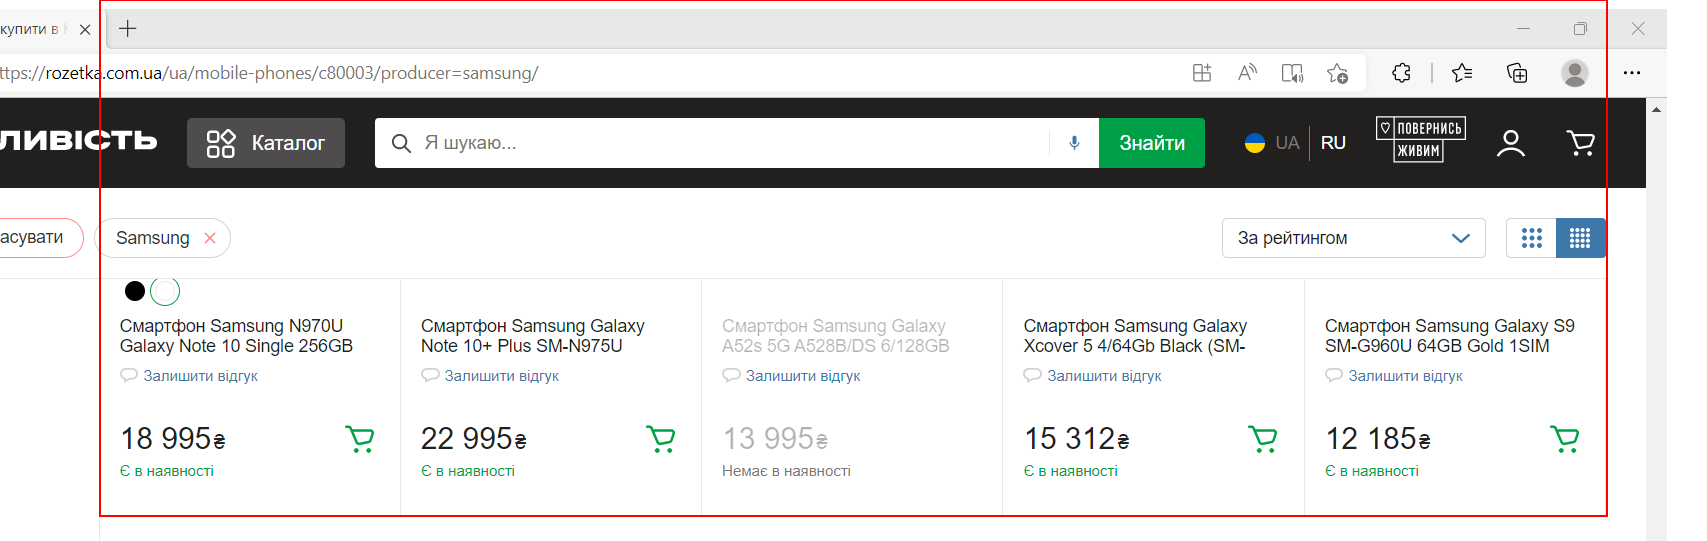 купити в
ttps://rozetka.com.ua/ua/mobile-phones/c80003/producer=samsung/
ЛИВІСТЬ
Каталог
Я шукаю...
Знайти
UA
RU
ПОВЕРНИСЬ
ЖИВИМ
асувати
Samsung
За рейтингом
Смартфон Samsung N970U
Galaxy Note 10 Single 256GB
Залишити відгук
18 995₴
Є в наявності
Смартфон Samsung Galaxy
Note 10+ Plus SM-N975U
Залишити відгук
22 995₴
Є в наявності
Смартфон Samsung Galaxy
A52s 5G A528B/DS 6/128GB
Залишити відгук
13 995₴
Немає в наявності
Смартфон Samsung Galaxy
Xcover 5 4/64Gb Black (SM-
Залишити відгук
15 312₴
Є в наявності
Смартфон Samsung Galaxy S9
SM-G960U 64GB Gold 1SIM
Залишити відгук
12 185₴
Є в наявності